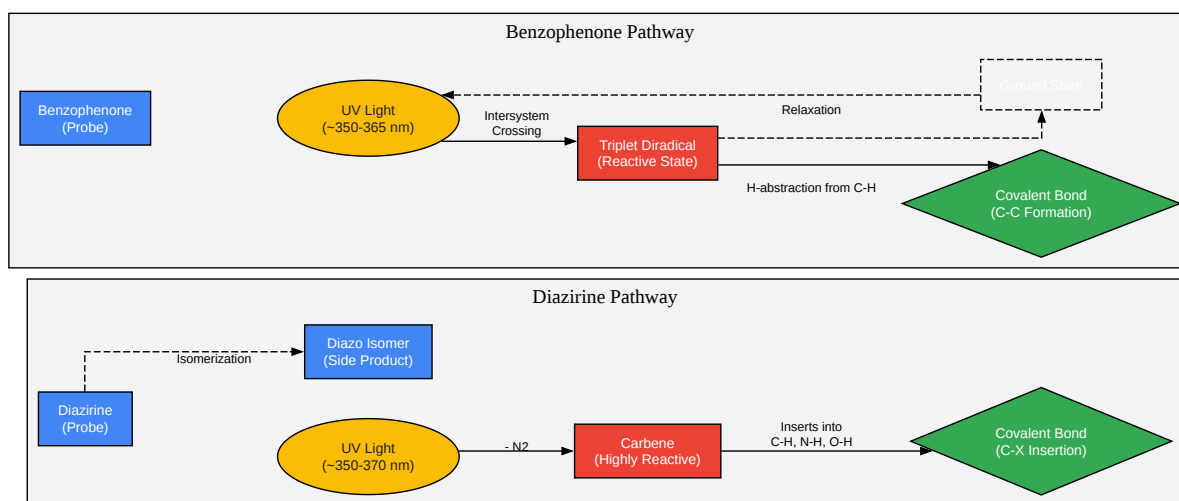 Benzophenone Pathway
Benzophenone
(Probe)
UV Light
(~350-365 nm)
Intersystem
Crossing
Triplet Diradical
(Reactive State)
Relaxation
Ground State
H-abstraction from C-H
Covalent Bond
(C-C Formation)
Diazirine Pathway
Diazirine
(Probe)
Isomerization
Diazo Isomer
(Side Product)
UV Light
(~350-370 nm)
- N2
Carbene
(Highly Reactive)
Inserts into
C-H, N-H, O-H
Covalent Bond
(C-X Insertion)